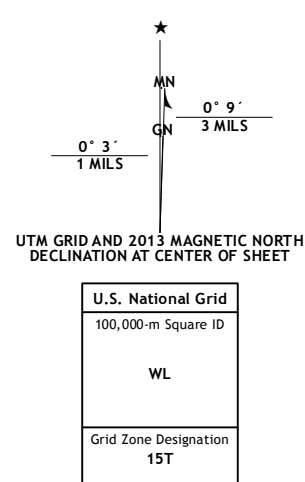 ★
MN
0° 9´
3 MILS
GN
0° 3´
1 MILS
UTM GRID AND 2013 MAGNETIC NORTH
DECLINATION AT CENTER OF SHEET
U.S. National Grid
100,000-m Square ID
WL
Grid Zone Designation
15T